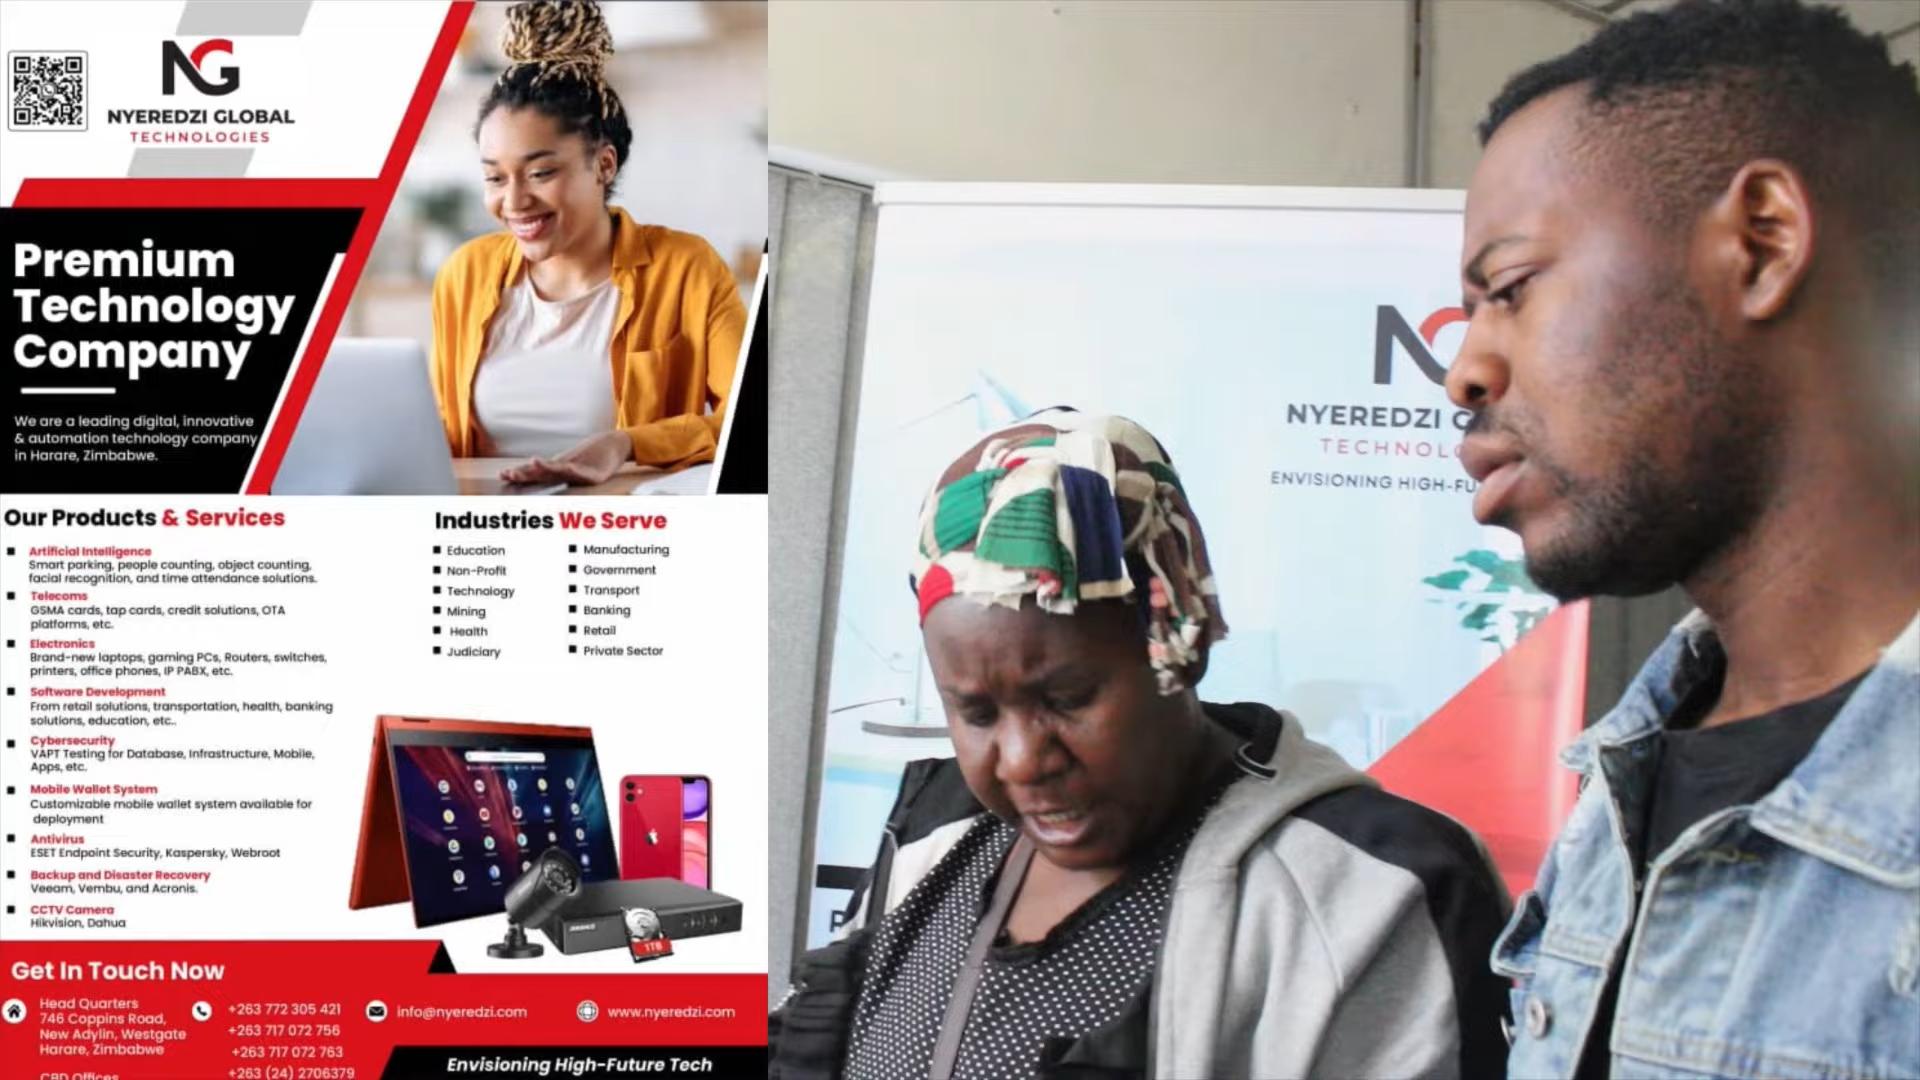 NG
NYEREDZI GLOBAL
TECHNOLOGIES
Premium
Technology
Company
We are a leading digital, innovative
& automation technology company
in Harare, Zimbabwe.
Our Products & Services
Artificial Intelligence
Smart parking, people counting, object counting,
facial recognition, and time attendance solutions.
Telecoms
GSMA cards, tap cards, credit solutions, OTA
platforms, etc.
Electronics
Brand-new laptops, gaming PCs, Routers, switches,
printers, office phones, IP PABX, etc.
Software Development
From retail solutions, transportation, health, banking
solutions, education, etc..
Cybersecurity
VAPT Testing for Database, Infrastructure, Mobile,
Apps, etc.
Mobile Wallet System
Customizable mobile wallet system available for
deployment
Antivirus
ESET Endpoint Security, Kaspersky, Webroot
Backup and Disaster Recovery
Veeam, Vembu, and Acronis.
CCTV Camera
Hikvision, Dahua
Industries We Serve
Education
Non-Profit
Technology
Mining
Health
Judiciary
Manufacturing
Government
Transport
Banking
Retail
Private Sector
1TB
Get In Touch Now
Head Quarters
746 Coppins Road,
New Adylin, Westgate
Harare, Zimbabwe
CBD Offices
+263 772 305 421
+263 717 072 756
+263 717 072 763
+263 (24) 2706379
info@nyeredzi.com
www.nyeredzi.com
Envisioning High-Future Tech
NG
NYEREDZI G
TECHNOLO
ENVISIONING HIGH-FU